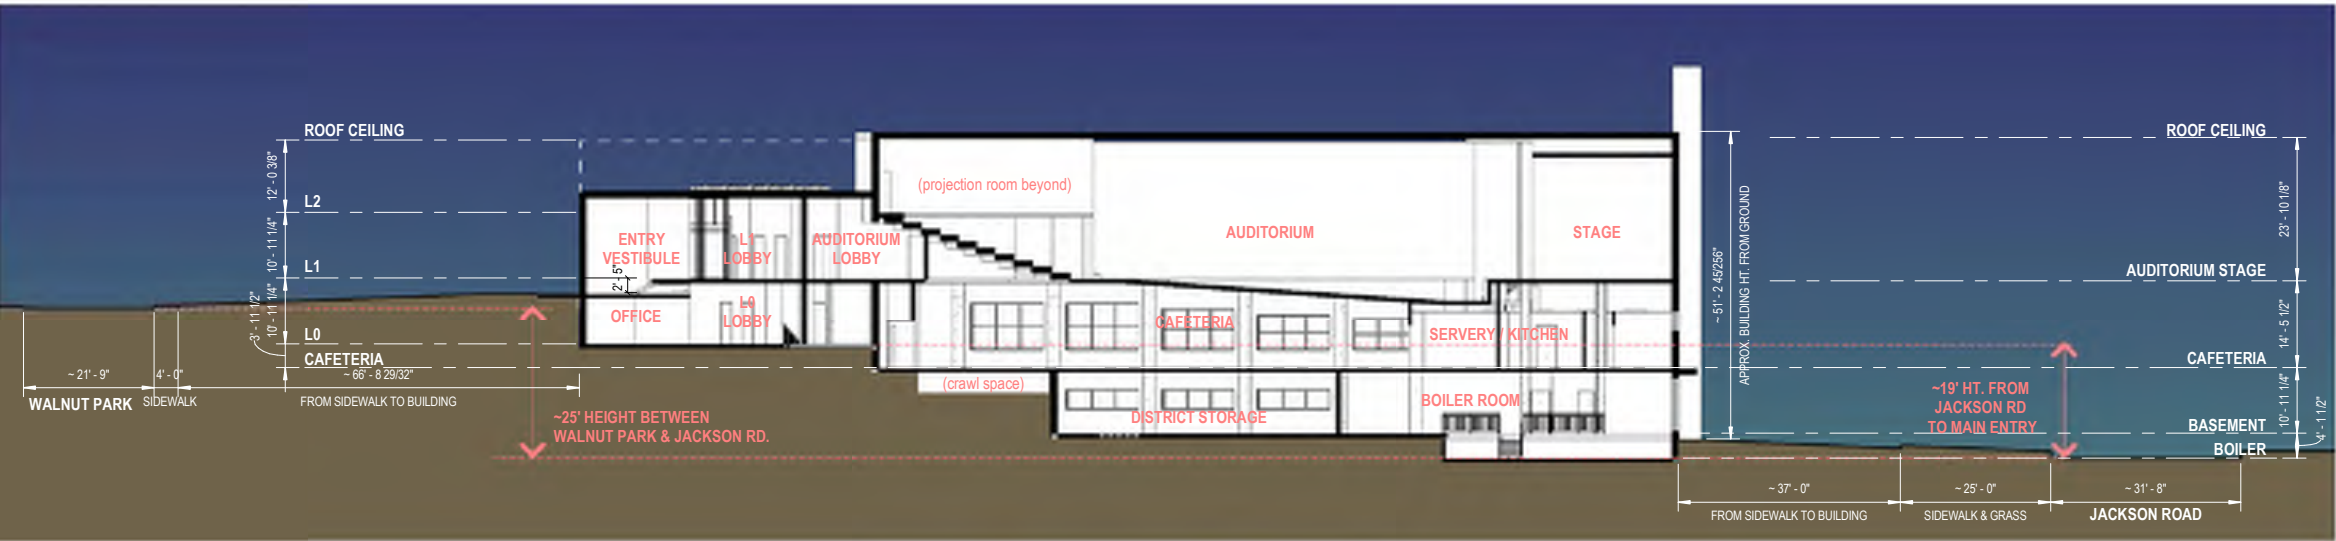 ROOF CEILING
12' - 0 3/8"
L2
10' - 11 1/4"
L1
10' - 11 1/4"
3' - 11 1/2"
L0
CAFETERIA
~ 21' - 9"
4' - 0"
~ 66' - 8 29/32"
WALNUT PARK
SIDEWALK
FROM SIDEWALK TO BUILDING
~25' HEIGHT BETWEEN
WALNUT PARK & JACKSON RD.
ENTRY
VESTIBULE
2' - 5"
L1
LOBBY
AUDITORIUM
LOBBY
OFFICE
L0
LOBBY
(projection room beyond)
AUDITORIUM
STAGE
CAFETERIA
SERVERY / KITCHEN
(crawl space)
DISTRICT STORAGE
BOILER ROOM
~ 51' - 2 45/256"
APPROX. BUILDING HT. FROM GROUND
ROOF CEILING
23' - 10 1/8"
AUDITORIUM STAGE
14' - 5 1/2"
CAFETERIA
10' - 11 1/4"
BASEMENT
4' - 1 1/2"
BOILER
~19' HT. FROM
JACKSON RD
TO MAIN ENTRY
~ 37' - 0"
~ 25' - 0"
~ 31' - 8"
FROM SIDEWALK TO BUILDING
SIDEWALK & GRASS
JACKSON ROAD